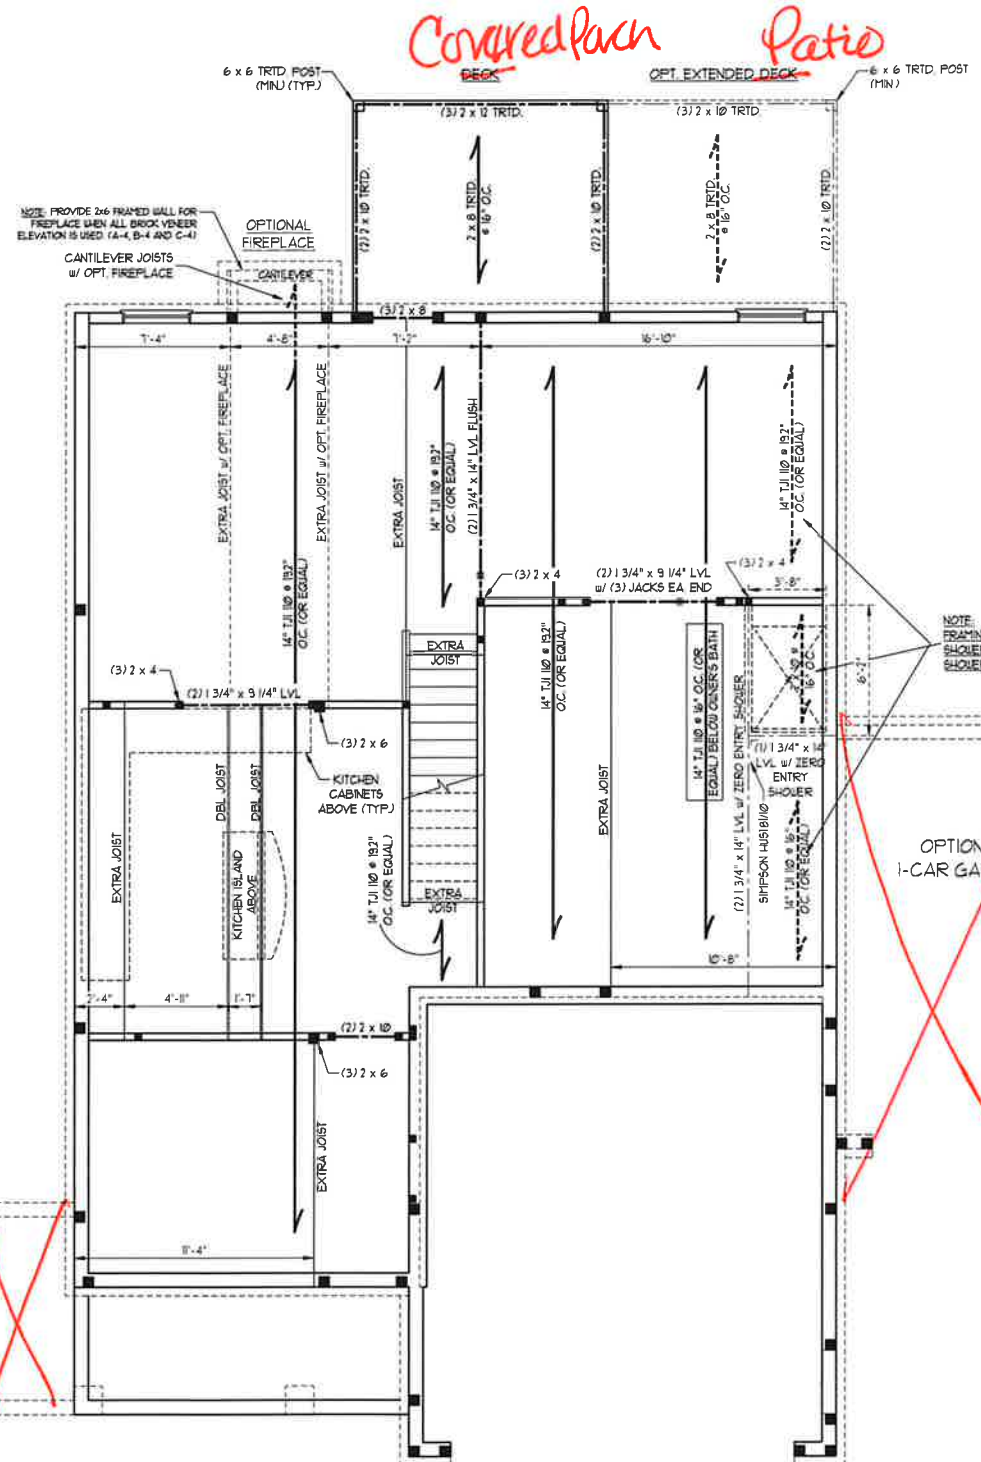 Covered Porch
Patio
DECK
OPT. EXTENDED DECK
6 x 6 TRTD. POST
(MIN.) (TYP.)
6 x 6 TRTD. POST
(MIN)
(3) 2 x 12 TRTD.
(3) 2 x 10 TRTD.
(2) 2 x 10 TRTD.
2 x 8 TRTD.
@ 16" O.C.
(2) 2 x 10 TRTD.
2 x 8 TRTD.
@ 16" O.C.
(2) 2 x 10 TRTD.
NOTE: PROVIDE 2x6 FRAMED WALL FOR
FIREPLACE WHEN ALL BRICK VENEER
ELEVATION IS USED. (A-4, B-4 AND C-4)
OPTIONAL
FIREPLACE
CANTILEVER JOISTS
w/ OPT. FIREPLACE
CANTILEVER
(3) 2 x 8
7'-4"
4'-8"
7'-2"
16'-10"
EXTRA JOIST w/ OPT. FIREPLACE
EXTRA JOIST w/ OPT. FIREPLACE
EXTRA JOIST
14" TJI 110 @ 19.2"
O.C. (OR EQUAL)
(2) 1 3/4" x 14" LVL FLUSH
14" TJI 110 @ 19.2"
O.C. (OR EQUAL)
14" TJI 110 @ 19.2"
O.C. (OR EQUAL)
(3) 2 x 4
(2) 1 3/4" x 9 1/4" LVL
w/ (3) JACKS EA. END
(3) 2 x 4
3'-8"
14" TJI 110 @ 19.2"
O.C. (OR EQUAL)
6'-2"
16" O.C.
NOTE:
FRAMIN
SHOWER
SHOWER
EXTRA
JOIST
(3) 2 x 4
(2) 1 3/4" x 9 1/4" LVL
(3) 2 x 6
KITCHEN
CABINETS
ABOVE (TYP.)
14" TJI 110 @ 16" O.C. (OR
EQUAL) BELOW OWNER'S BATH
(2) 1 3/4" x 14" LVL w/ ZERO ENTRY SHOWER
(1) 1 3/4" x 14"
LVL w/ ZERO
ENTRY
SHOWER
SIMPSON HUS1.81/10
EXTRA JOIST
DBL JOIST
DBL JOIST
EXTRA JOIST
KITCHEN ISLAND
ABOVE
14" TJI 110 @ 19.2"
O.C. (OR EQUAL)
EXTRA
JOIST
14" TJI 110 @ 16"
O.C. (OR EQUAL)
OPTION
1-CAR GA
10'-8"
2'-4"
4'-11"
1'-7"
(2) 2 x 10
(3) 2 x 6
EXTRA JOIST
11'-4"